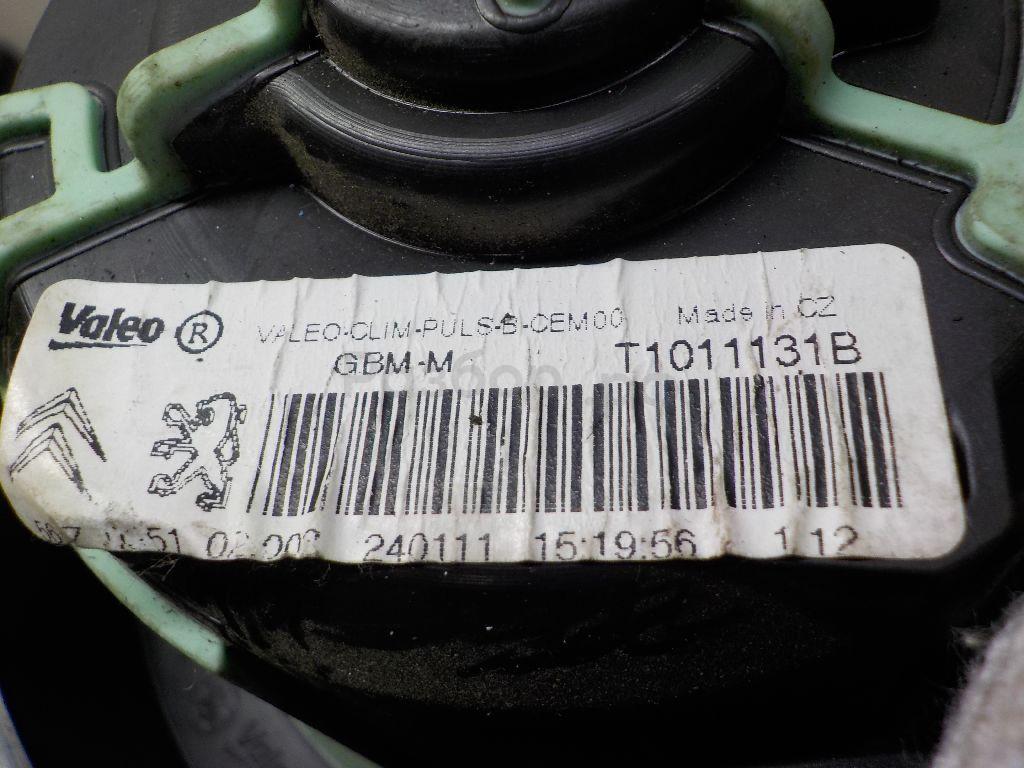 Valeo ® VALEO-CLIM-PULS-B-CEM00 Made in CZ
GBM-M T1011131B
240111 15:19:56 1.12